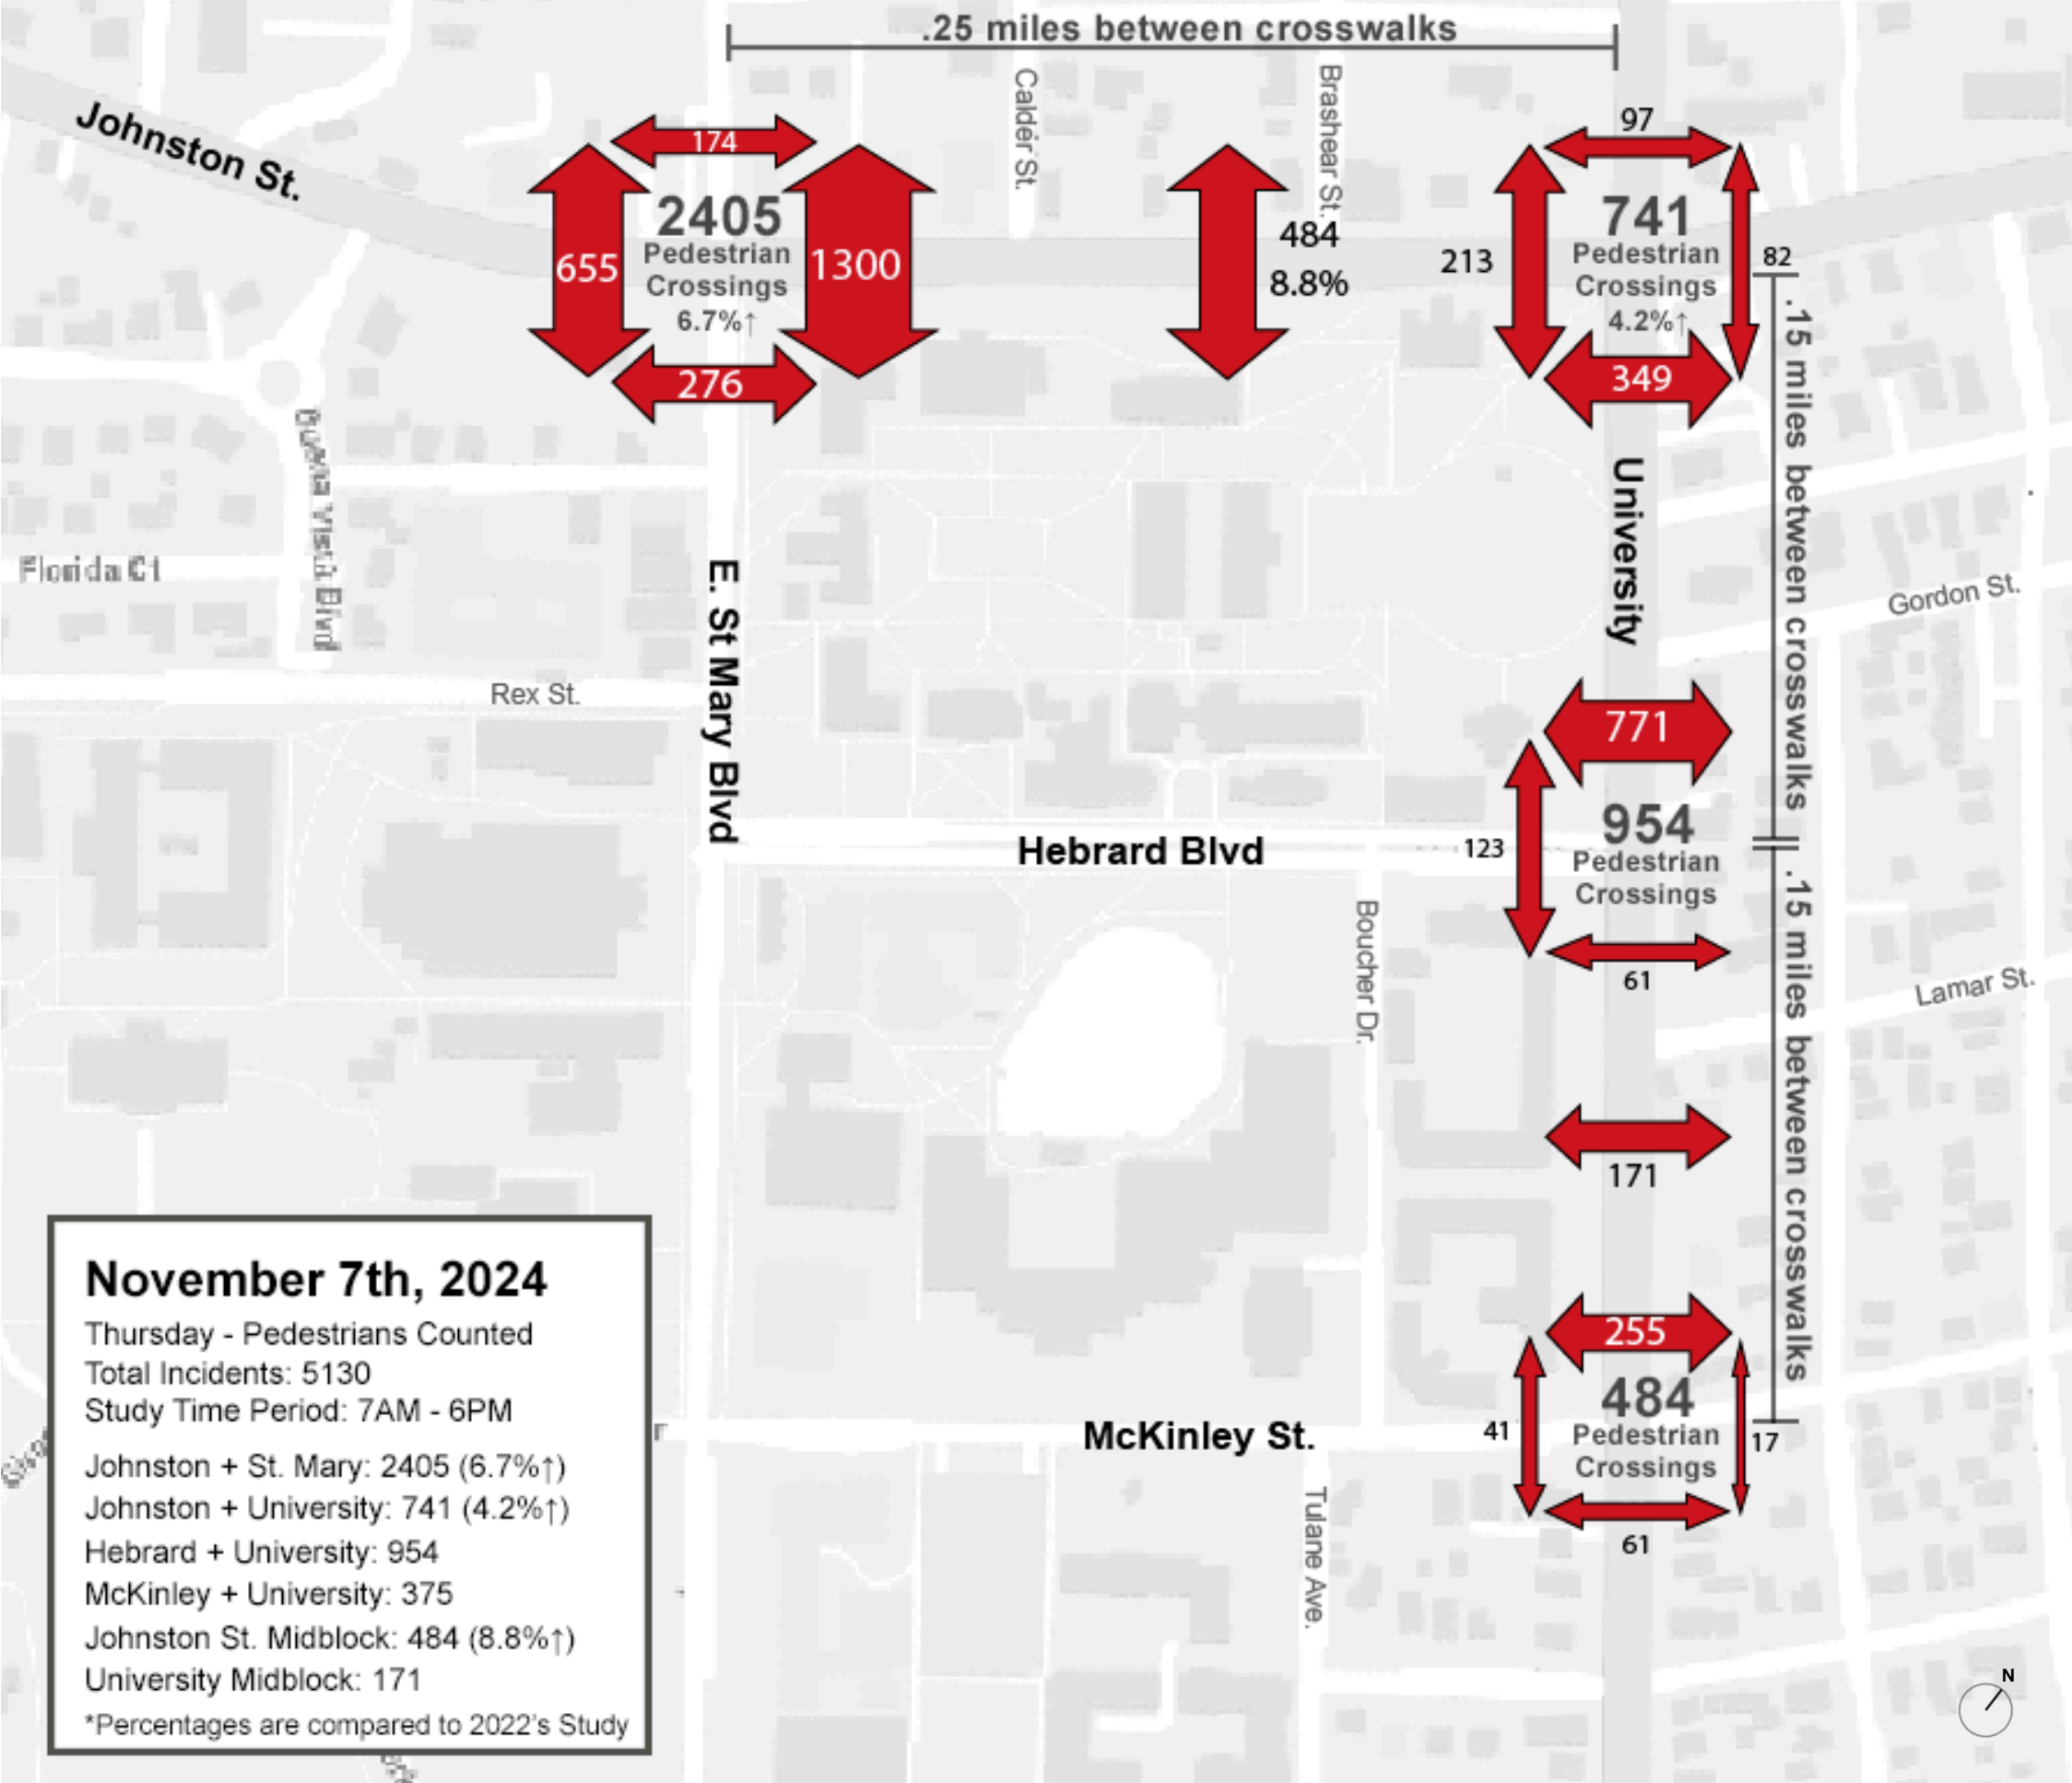 .25 miles between crosswalks
Calder St.
Brashear St.
Johnston St.
174
2405
Pedestrian
Crossings
6.7%↑
655
1300
276
484
8.8%
97
741
Pedestrian
Crossings
4.2%↑
213
82
349
.15 miles between crosswalks
University
Buena Vista Blvd
Florida Ct
E. St Mary Blvd
Gordon St.
Rex St.
771
954
Pedestrian
Crossings
123
61
Hebrard Blvd
Boucher Dr.
.15 miles between crosswalks
Lamar St.
171
255
484
Pedestrian
Crossings
41
17
61
McKinley St.
Tulane Ave.
November 7th, 2024
Thursday - Pedestrians Counted
Total Incidents: 5130
Study Time Period: 7AM - 6PM
Johnston + St. Mary: 2405 (6.7%↑)
Johnston + University: 741 (4.2%↑)
Hebrard + University: 954
McKinley + University: 375
Johnston St. Midblock: 484 (8.8%↑)
University Midblock: 171
*Percentages are compared to 2022's Study
N